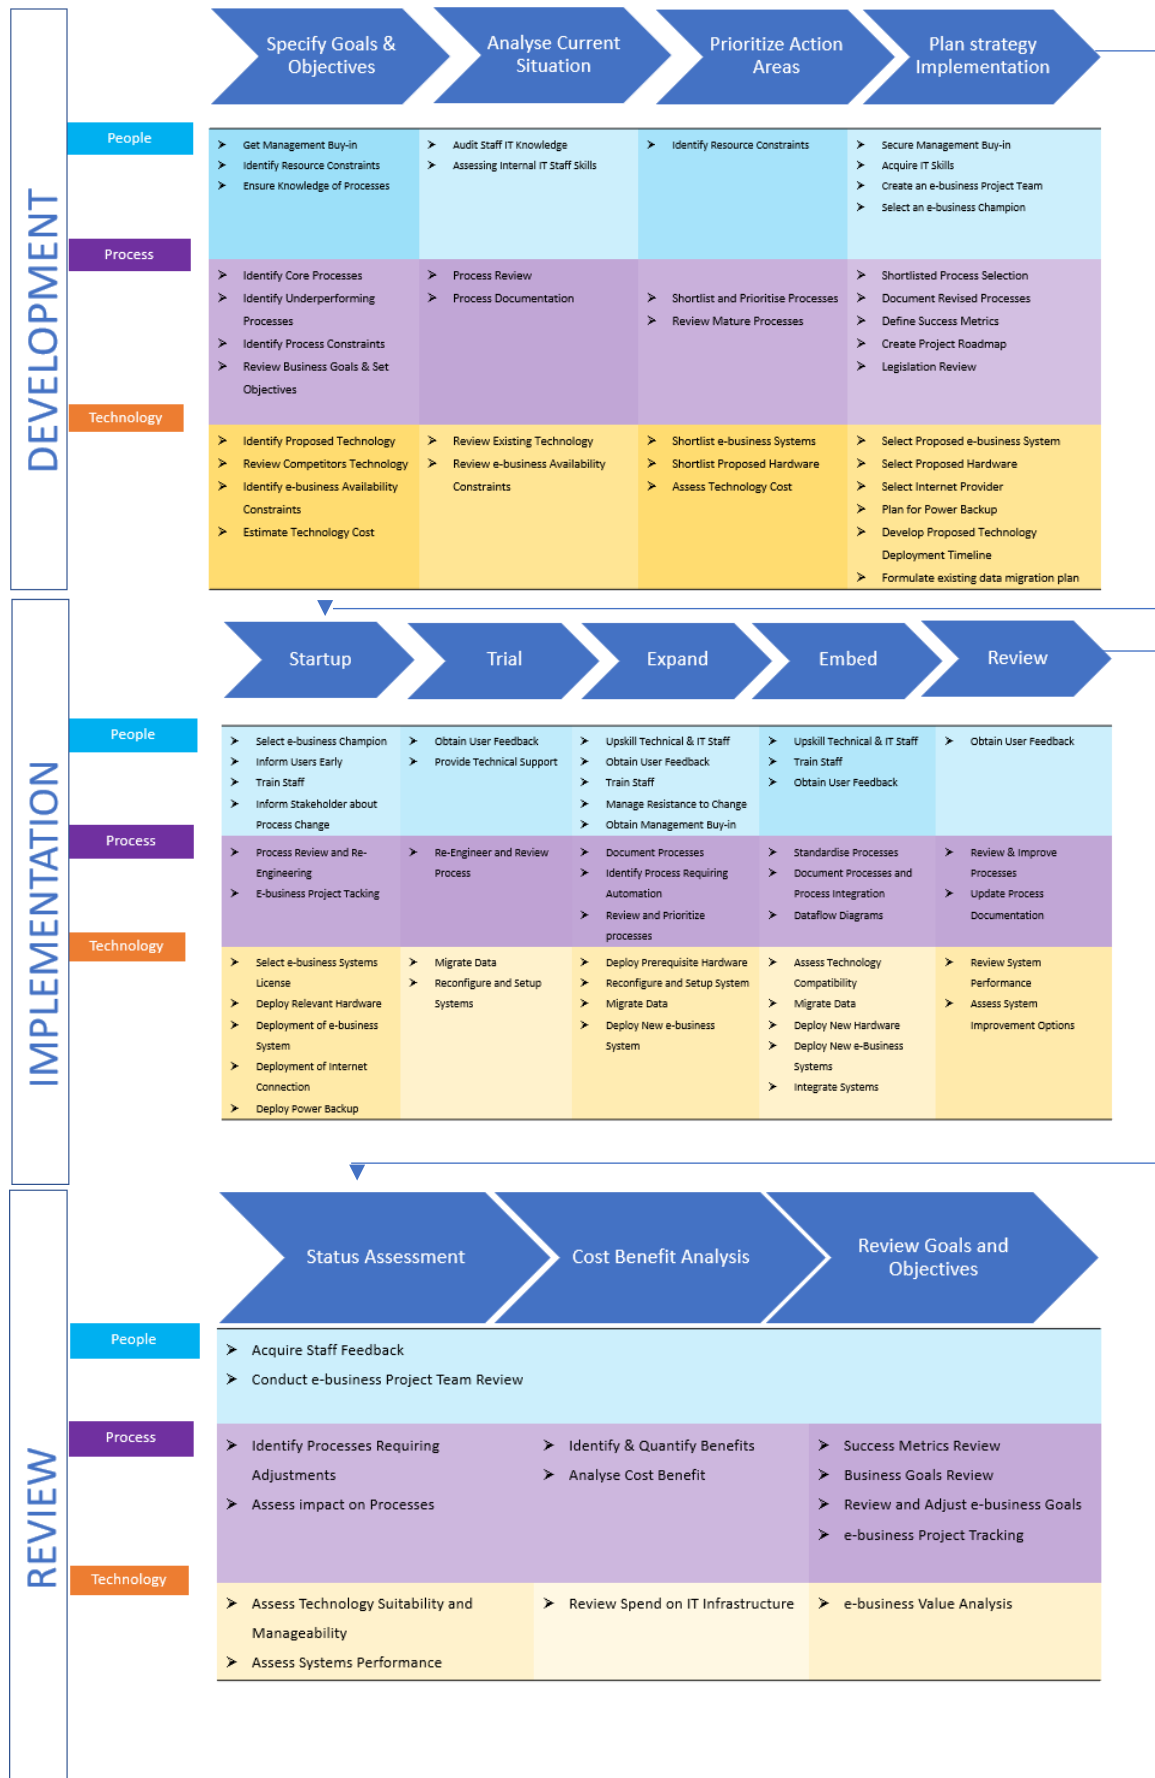 DEVELOPMENT
Specify Goals &
Objectives
Analyse Current
Situation
Prioritize Action
Areas
Plan strategy
Implementation
People
Get Management Buy-in
Identify Resource Constraints
Ensure Knowledge of Processes
Audit Staff IT Knowledge
Assessing Internal IT Staff Skills
Identify Resource Constraints
Secure Management Buy-in
Acquire IT Skills
Create an e-business Project Team
Select an e-business Champion
Process
Identify Core Processes
Identify Underperforming
Processes
Identify Process Constraints
Review Business Goals & Set
Objectives
Process Review
Process Documentation
Shortlist and Prioritise Processes
Review Mature Processes
Shortlisted Process Selection
Document Revised Processes
Define Success Metrics
Create Project Roadmap
Legislation Review
Technology
Identify Proposed Technology
Review Competitors Technology
Identify e-business Availability
Constraints
Estimate Technology Cost
Review Existing Technology
Review e-business Availability
Constraints
Shortlist e-business Systems
Shortlist Proposed Hardware
Assess Technology Cost
Select Proposed e-business System
Select Proposed Hardware
Select Internet Provider
Plan for Power Backup
Develop Proposed Technology
Deployment Timeline
Formulate existing data migration plan
IMPLEMENTATION
Startup
Trial
Expand
Embed
Review
People
Select e-business Champion
Inform Users Early
Train Staff
Inform Stakeholder about
Process Change
Obtain User Feedback
Provide Technical Support
Upskill Technical & IT Staff
Obtain User Feedback
Train Staff
Manage Resistance to Change
Obtain Management Buy-in
Upskill Technical & IT Staff
Train Staff
Obtain User Feedback
Obtain User Feedback
Process
Process Review and Re-
Engineering
E-business Project Tacking
Re-Engineer and Review
Process
Document Processes
Identify Process Requiring
Automation
Review and Prioritize
processes
Standardise Processes
Document Processes and
Process Integration
Dataflow Diagrams
Review & Improve
Processes
Update Process
Documentation
Technology
Select e-business Systems
License
Deploy Relevant Hardware
Deployment of e-business
System
Deployment of Internet
Connection
Deploy Power Backup
Migrate Data
Reconfigure and Setup
Systems
Deploy Prerequisite Hardware
Reconfigure and Setup System
Migrate Data
Deploy New e-business
System
Assess Technology
Compatibility
Migrate Data
Deploy New Hardware
Deploy New e-Business
Systems
Integrate Systems
Review System
Performance
Assess System
Improvement Options
REVIEW
Status Assessment
Cost Benefit Analysis
Review Goals and
Objectives
People
Acquire Staff Feedback
Conduct e-business Project Team Review
Process
Identify Processes Requiring
Adjustments
Assess impact on Processes
Identify & Quantify Benefits
Analyse Cost Benefit
Success Metrics Review
Business Goals Review
Review and Adjust e-business Goals
e-business Project Tracking
Technology
Assess Technology Suitability and
Manageability
Assess Systems Performance
Review Spend on IT Infrastructure
e-business Value Analysis